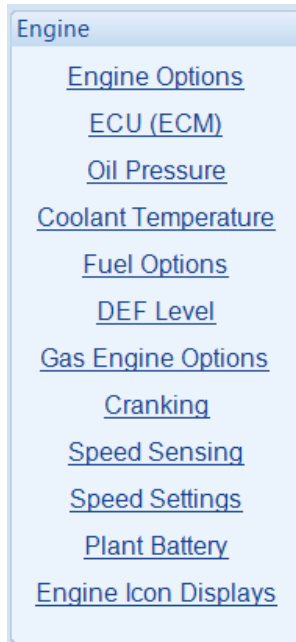 Engine
Engine Options
ECU (ECM)
Oil Pressure
Coolant Temperature
Fuel Options
DEF Level
Gas Engine Options
Cranking
Speed Sensing
Speed Settings
Plant Battery
Engine Icon Displays